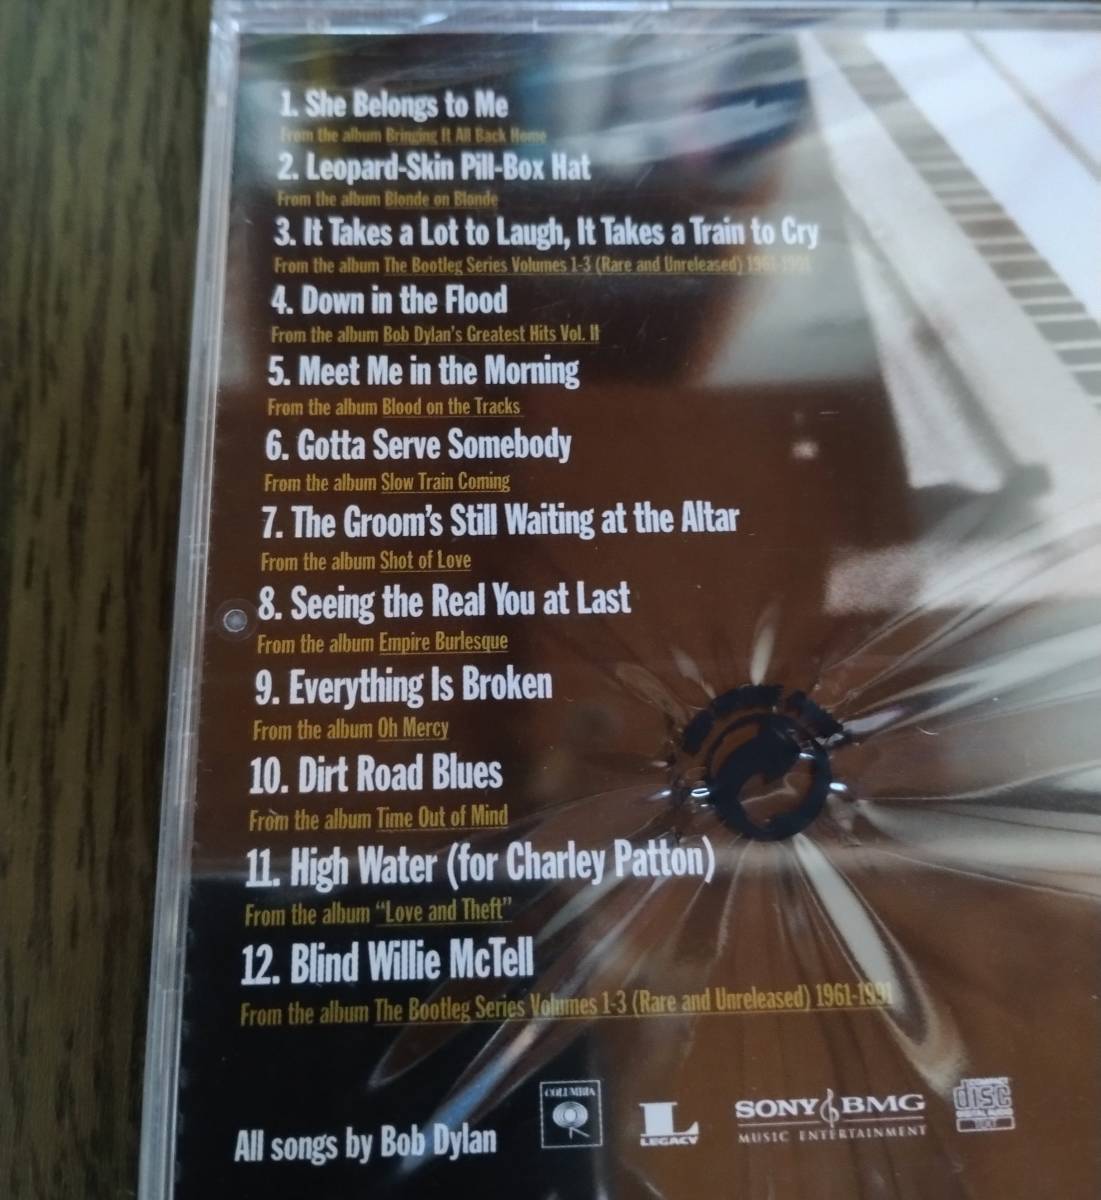 1. She Belongs to Me
From the album Bringing It All Back Home
2. Leopard-Skin Pill-Box Hat
From the album Blonde on Blonde
3. It Takes a Lot to Laugh, It Takes a Train to Cry
From the album The Bootleg Series Volumes 1-3 (Rare and Unreleased) 1961-1991
4. Down in the Flood
From the album Bob Dylan's Greatest Hits Vol. II
5. Meet Me in the Morning
From the album Blood on the Tracks
6. Gotta Serve Somebody
From the album Slow Train Coming
7. The Groom's Still Waiting at the Altar
From the album Shot of Love
8. Seeing the Real You at Last
From the album Empire Burlesque
9. Everything Is Broken
From the album Oh Mercy
10. Dirt Road Blues
From the album Time Out of Mind
11. High Water (for Charley Patton)
From the album “Love and Theft”
12. Blind Willie McTell
From the album The Bootleg Series Volumes 1-3 (Rare and Unreleased) 1961-1991
All songs by Bob Dylan
COLUMBIA
L
LEGACY
SONY BMG
MUSIC ENTERTAINMENT
COMPACT
disc
DIGITAL AUDIO